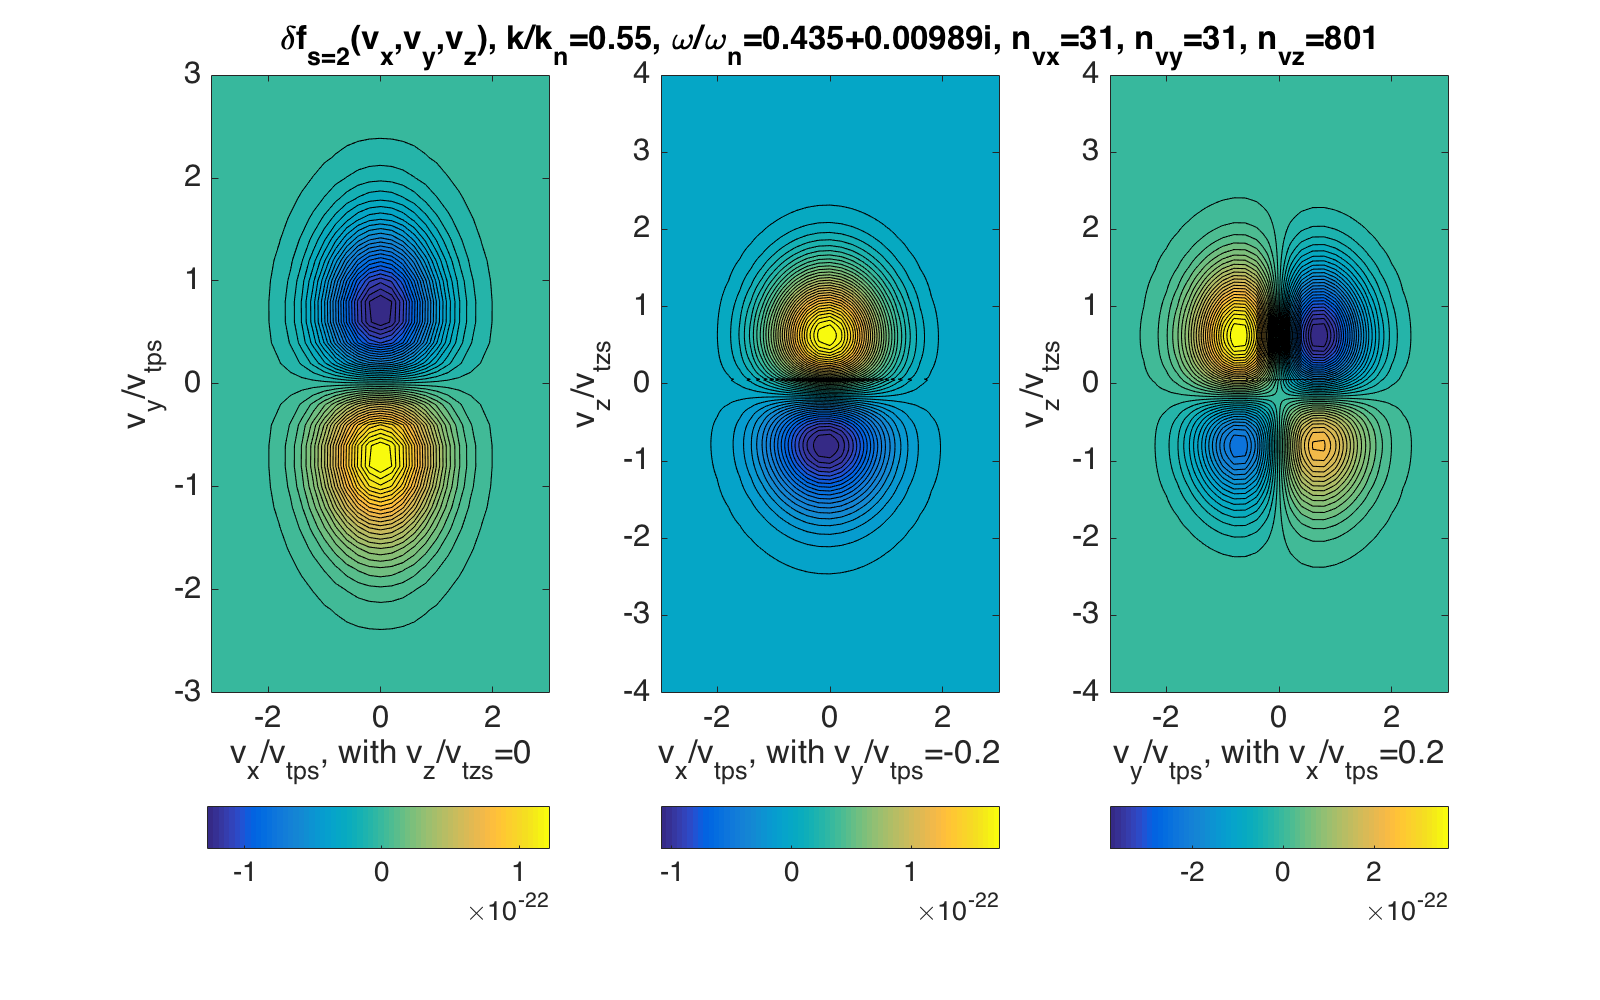 δf_{s=2}(v_x,v_y,v_z), k/k_n=0.55, ω/ω_n=0.435+0.00989i, n_{vx}=31, n_{vy}=31, n_{vz}=801
3
2
1
0
-1
-2
-3
v_y/v_{tps}
-2 0 2
v_x/v_{tps}, with v_z/v_{tzs}=0
-1 0 1
×10^{-22}
4
3
2
1
0
-1
-2
-3
-4
v_z/v_{tzs}
-2 0 2
v_x/v_{tps}, with v_y/v_{tps}=-0.2
-1 0 1
×10^{-22}
4
3
2
1
0
-1
-2
-3
-4
v_z/v_{tzs}
-2 0 2
v_y/v_{tps}, with v_x/v_{tps}=0.2
-2 0 2
×10^{-22}